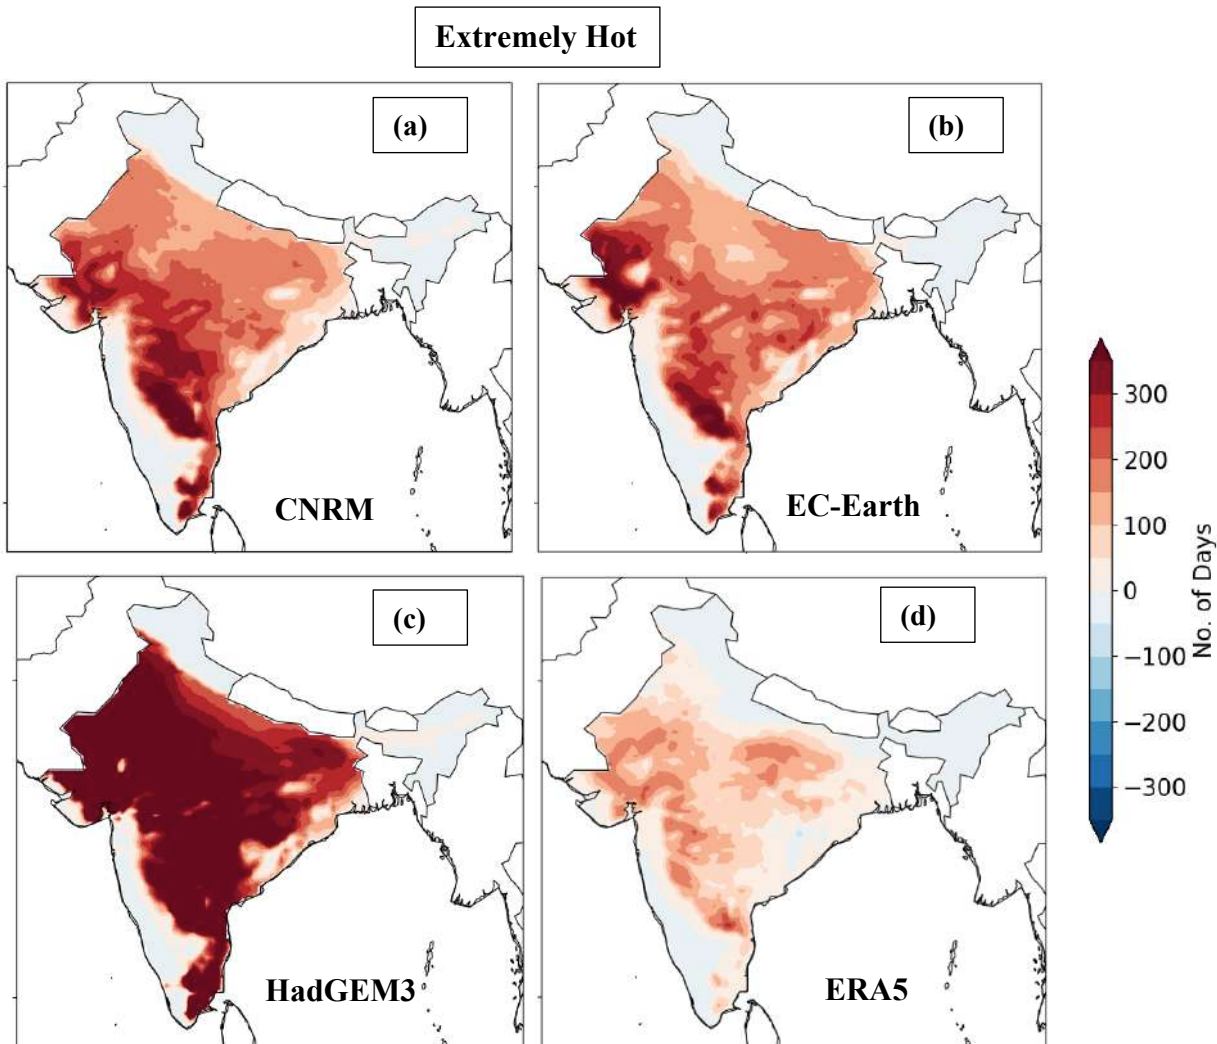 Extremely Hot
(a)
(b)
CNRM
EC-Earth
(c)
(d)
HadGEM3
ERA5
300
200
100
0
−100
−200
−300
No. of Days